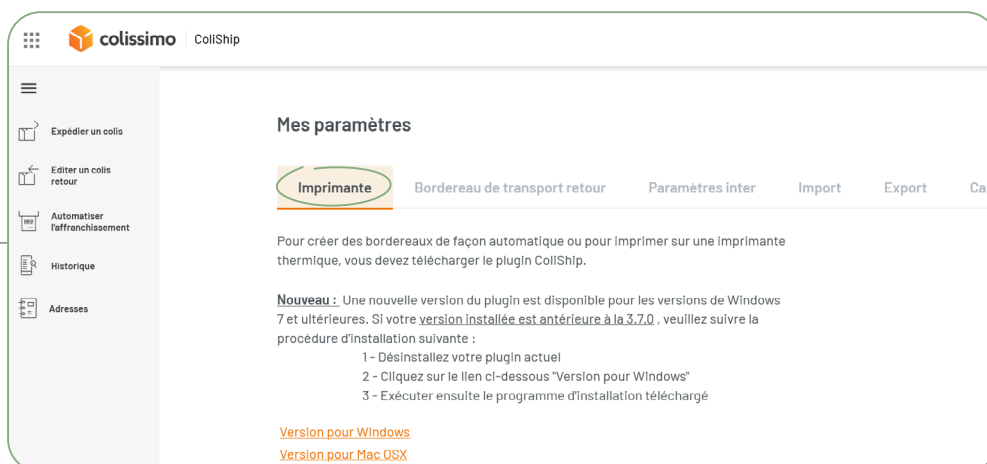 colissimo ColiShip
Expédier un colis
Editer un colis
retour
Automatiser
l'affranchissement
Historique
Adresses
Mes paramètres
Imprimante Bordereau de transport retour Paramètres inter Import Export Ca
Pour créer des bordereaux de façon automatique ou pour imprimer sur une imprimante
thermique, vous devez télécharger le plugin ColiShip.
Nouveau : Une nouvelle version du plugin est disponible pour les versions de Windows
7 et ultérieures. Si votre version installée est antérieure à la 3.7.0 , veuillez suivre la
procédure d'installation suivante :
1 - Désinstallez votre plugin actuel
2 - Cliquez sur le lien ci-dessous "Version pour Windows"
3 - Exécuter ensuite le programme d'installation téléchargé
Version pour Windows
Version pour Mac OSX